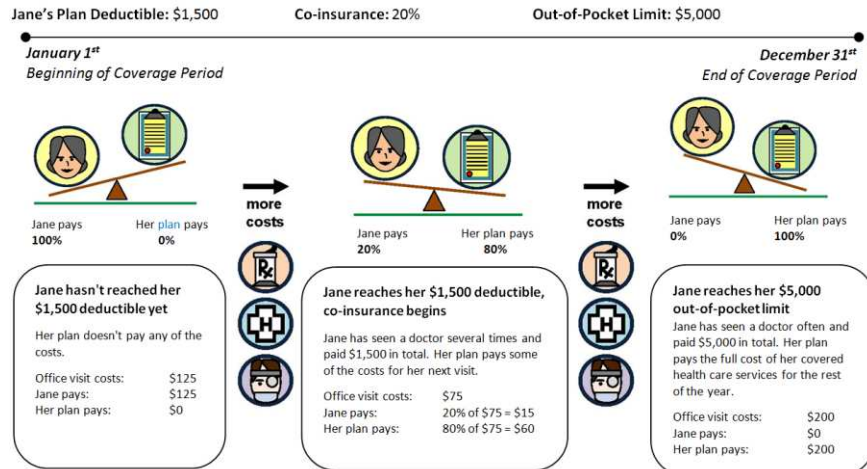 Jane's Plan Deductible: $1,500 Co-insurance: 20% Out-of-Pocket Limit: $5,000
January 1st
Beginning of Coverage Period
December 31st
End of Coverage Period
Jane pays
100%
Her plan pays
0%
more
costs
Jane pays
20%
Her plan pays
80%
more
costs
Jane pays
0%
Her plan pays
100%
Jane hasn't reached her
$1,500 deductible yet
Her plan doesn't pay any of the
costs.
Office visit costs: $125
Jane pays: $125
Her plan pays: $0
Rx
H
Jane reaches her $1,500 deductible,
co-insurance begins
Jane has seen a doctor several times and
paid $1,500 in total. Her plan pays some
of the costs for her next visit.
Office visit costs: $75
Jane pays: 20% of $75 = $15
Her plan pays: 80% of $75 = $60
Rx
H
Jane reaches her $5,000
out-of-pocket limit
Jane has seen a doctor often and
paid $5,000 in total. Her plan
pays the full cost of her covered
health care services for the rest
of the year.
Office visit costs: $200
Jane pays: $0
Her plan pays: $200